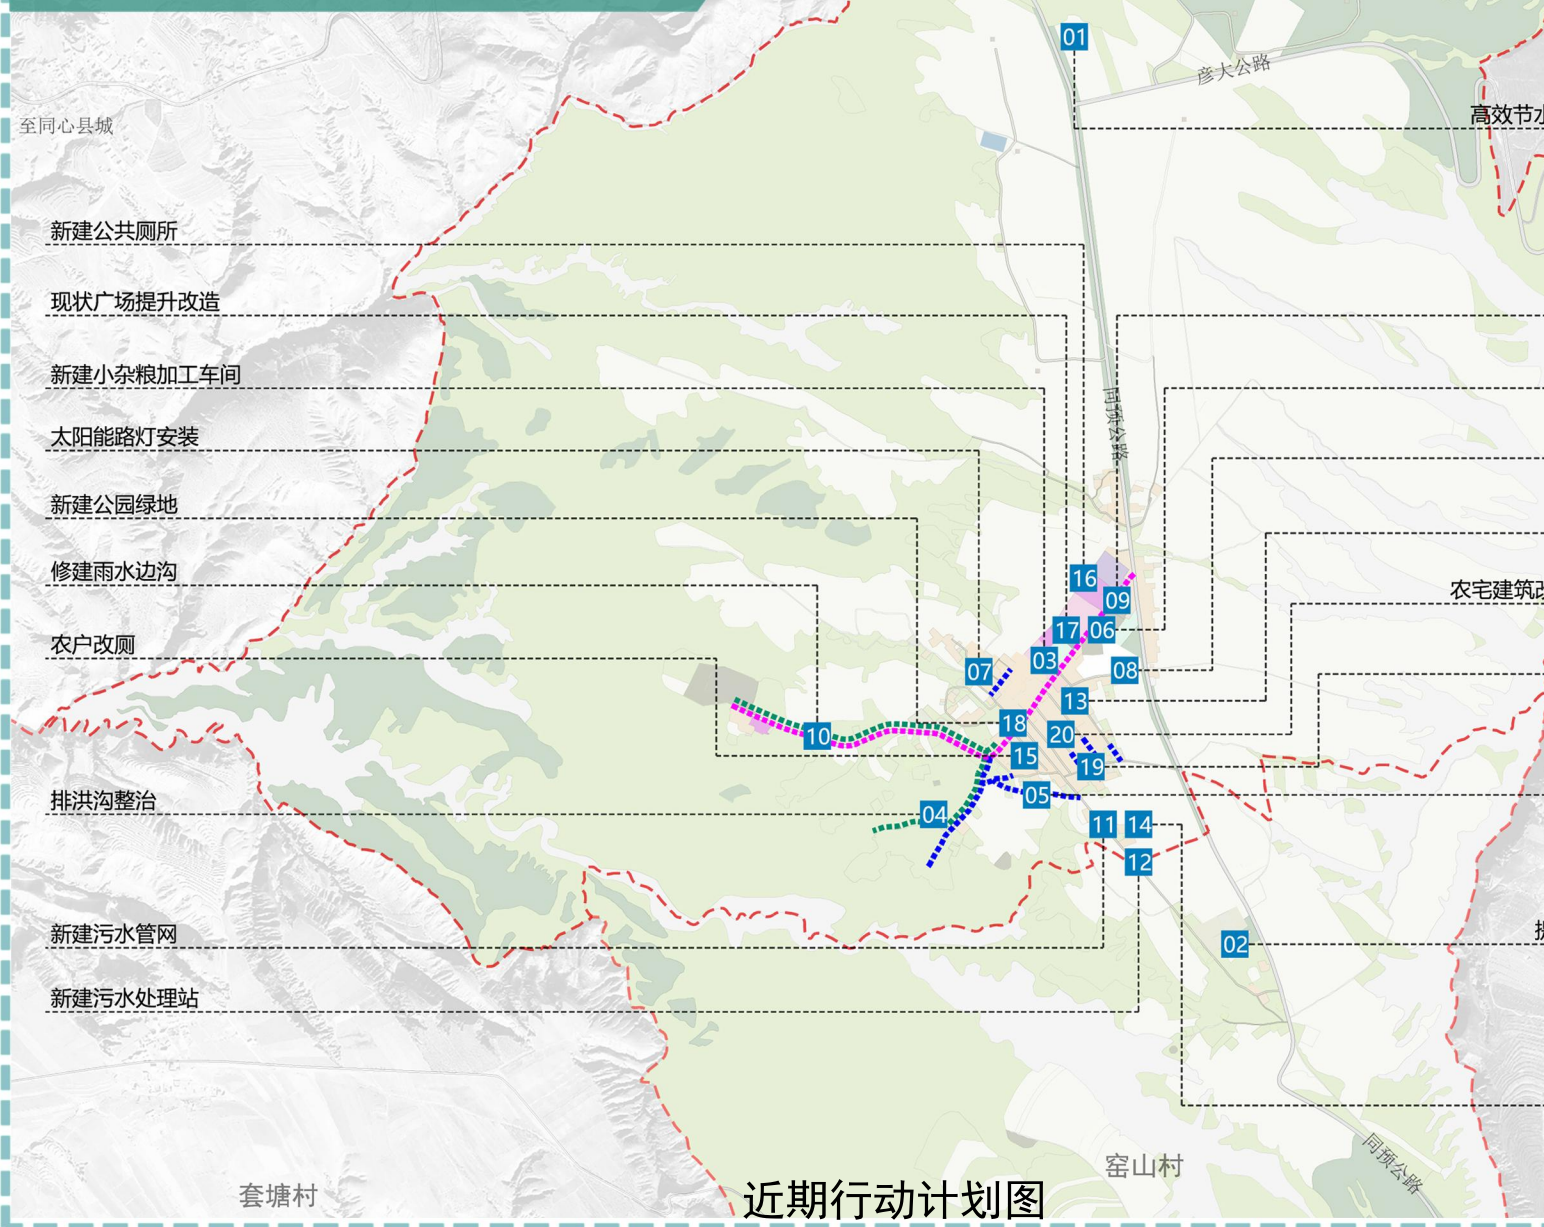 01
彦大公路
至同心县城
高效节水
新建公共厕所
现状广场提升改造
新建小杂粮加工车间
同预公路
太阳能路灯安装
新建公园绿地
修建雨水边沟
16
农宅建筑改
09
17
06
农户改厕
03
07
08
13
18
20
10
15
19
05
排洪沟整治
04
11
14
12
新建污水管网
02
新建污水处理站
同预公路
窑山村
套塘村
近期行动计划图